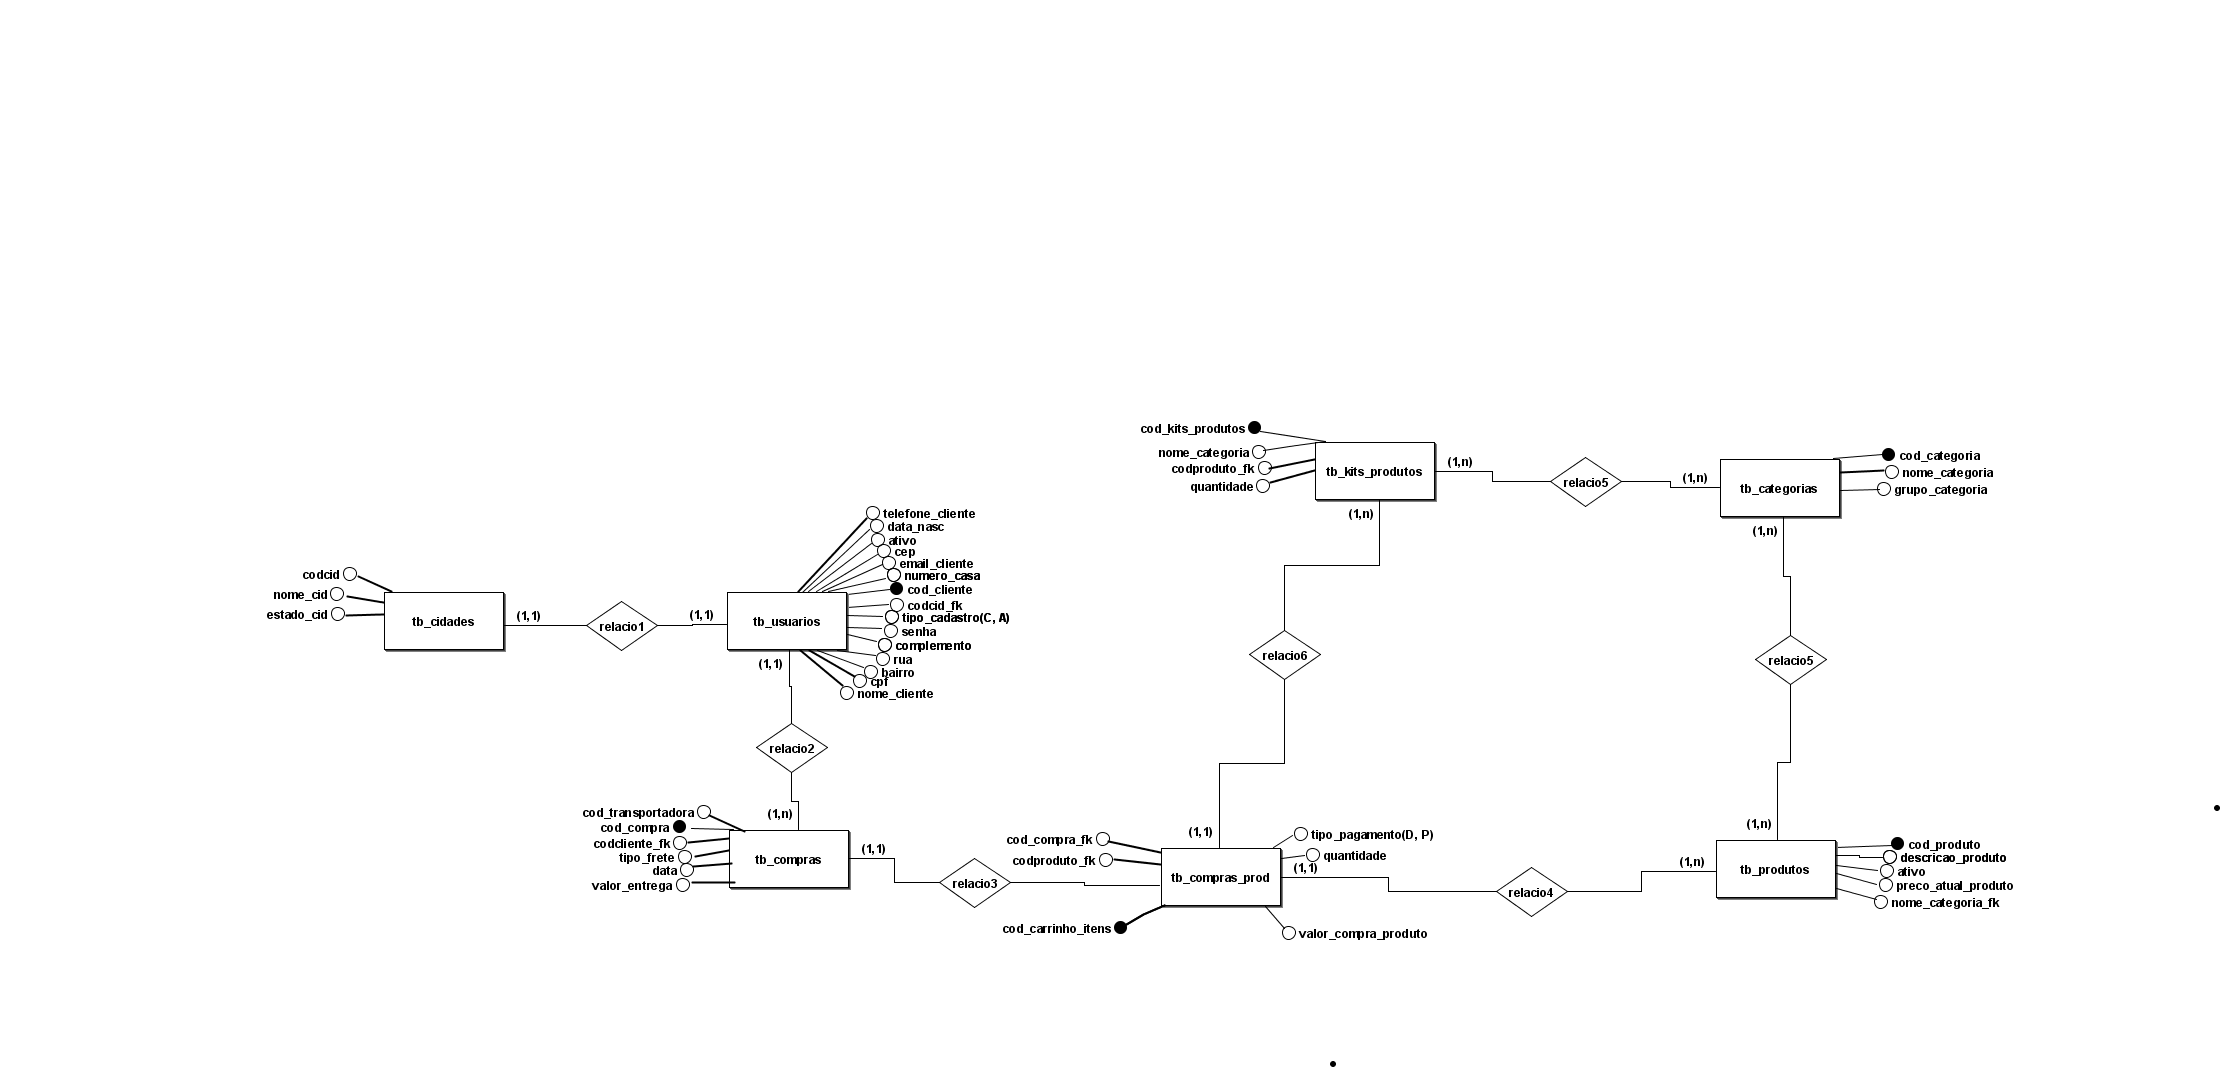 cod_kits_produtos
nome_categoria
codproduto_fk
quantidade
tb_kits_produtos
(1,n)
(1,n)
relacio5
(1,n)
tb_categorias
(1,n)
cod_categoria
nome_categoria
grupo_categoria
telefone_cliente
data_nasc
ativo
cep
email_cliente
numero_casa
cod_cliente
codcid_fk
tipo_cadastro(C, A)
senha
complemento
rua
bairro
cpf
nome_cliente
codcid
nome_cid
estado_cid
tb_cidades
(1,1)
relacio1
(1,1)
tb_usuarios
(1,1)
relacio6
relacio5
relacio2
(1,n)
cod_transportadora
cod_compra
codcliente_fk
tipo_frete
data
valor_entrega
tb_compras
(1,1)
relacio3
cod_compra_fk
codproduto_fk
(1,1)
tipo_pagamento(D, P)
quantidade
(1,1)
tb_compras_prod
cod_carrinho_itens
valor_compra_produto
relacio4
(1,n)
(1,n)
tb_produtos
cod_produto
descricao_produto
ativo
preco_atual_produto
nome_categoria_fk